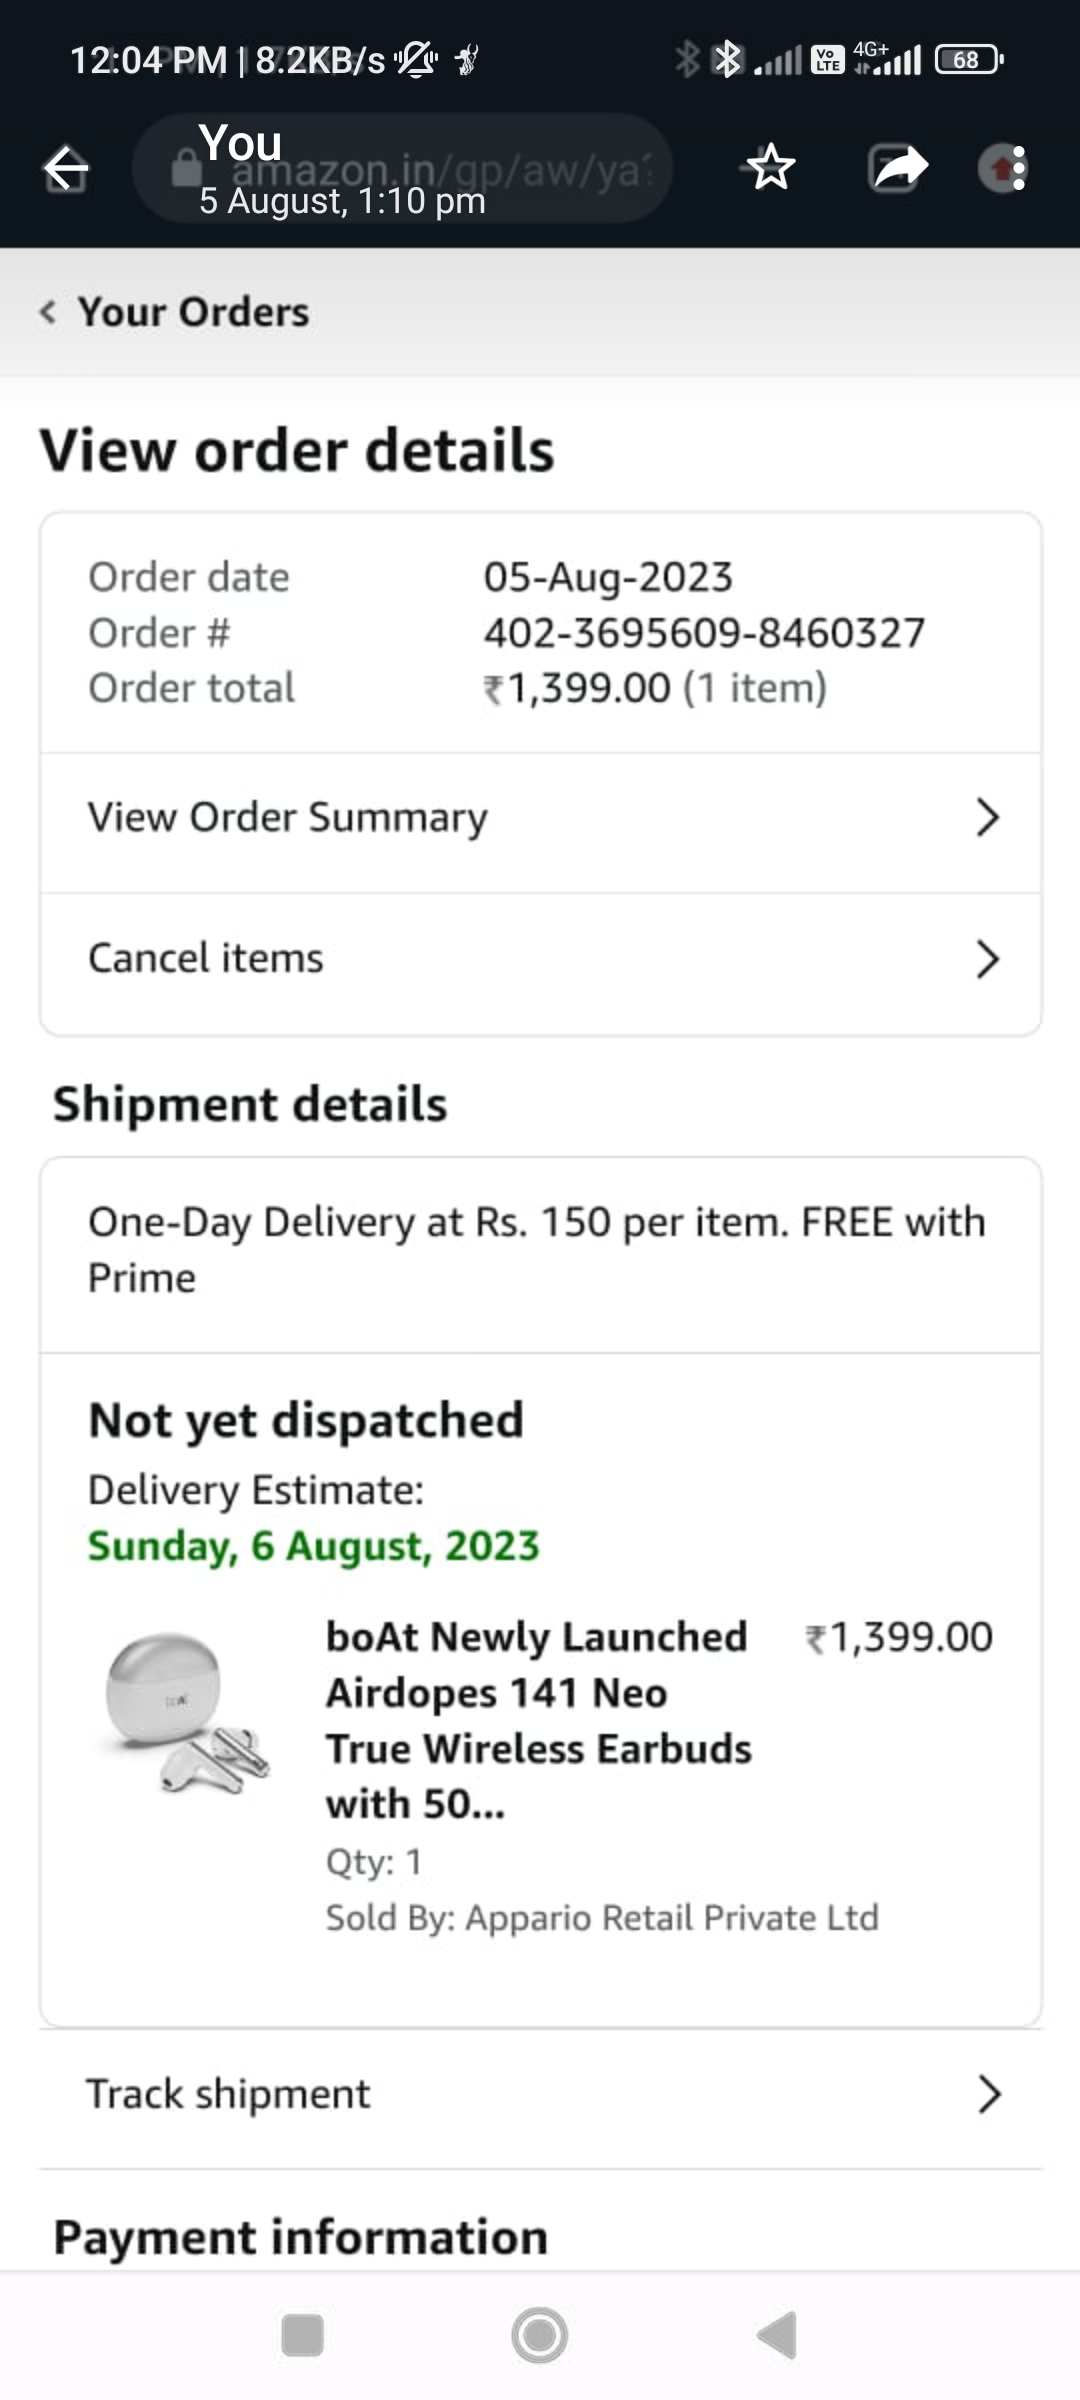 12:04 PM | 8.2KB/s
Vo LTE 4G+ 68
You
amazon.in/gp/aw/ya
5 August, 1:10 pm
Your Orders
View order details
Order date 05-Aug-2023
Order # 402-3695609-8460327
Order total ₹1,399.00 (1 item)
View Order Summary
Cancel items
Shipment details
One-Day Delivery at Rs. 150 per item. FREE with
Prime
Not yet dispatched
Delivery Estimate:
Sunday, 6 August, 2023
boAt Newly Launched ₹1,399.00
Airdopes 141 Neo
True Wireless Earbuds
with 50...
Qty: 1
Sold By: Appario Retail Private Ltd
Track shipment
Payment information